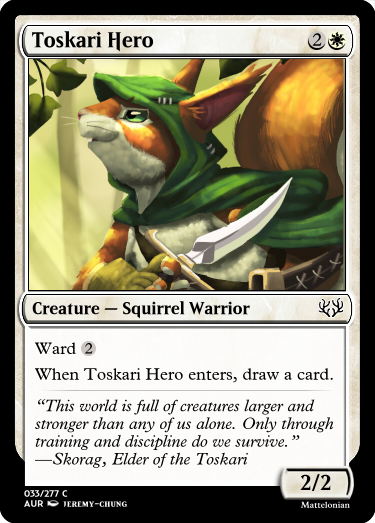 Toskari Hero 2
Creature — Squirrel Warrior
Ward 2
When Toskari Hero enters, draw a card.
“This world is full of creatures larger and
stronger than any of us alone. Only through
training and discipline do we survive.”
—Skorag, Elder of the Toskari
2/2
033/277 C
AUR JEREMY-CHUNG
Mattelonian